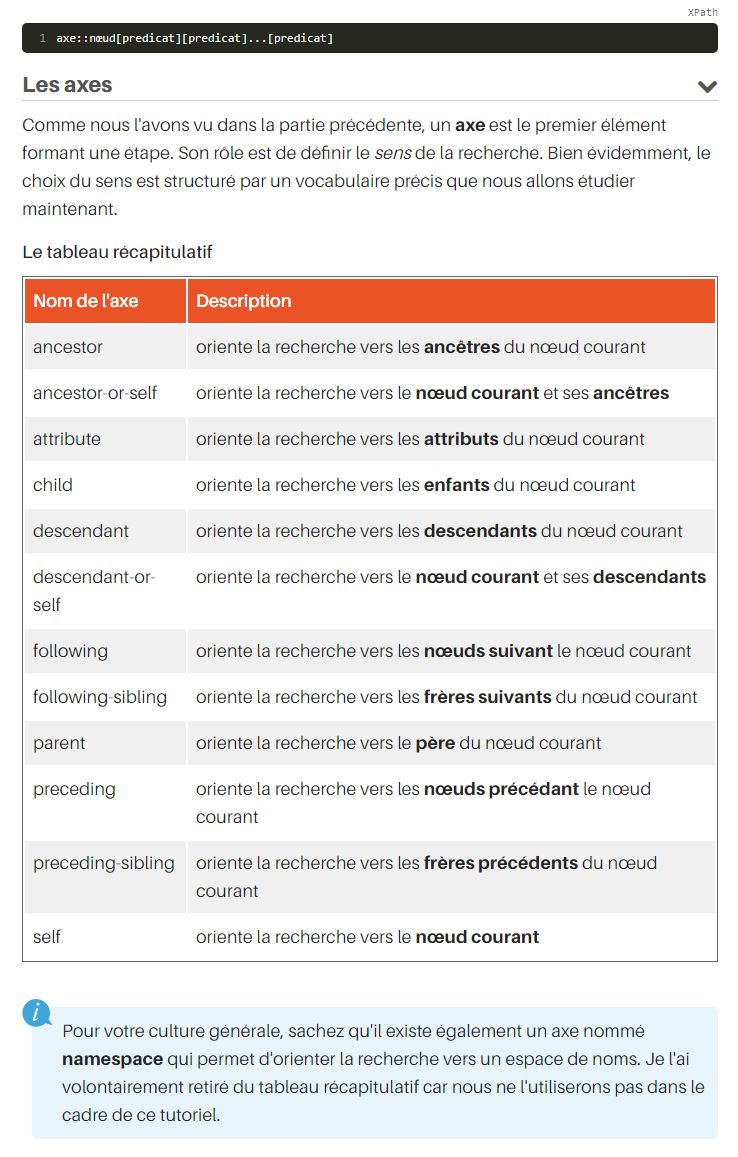 XPath
1 axe::nœud[predicat][predicat]...[predicat]
Les axes
Comme nous l'avons vu dans la partie précédente, un axe est le premier élément
formant une étape. Son rôle est de définir le sens de la recherche. Bien évidemment, le
choix du sens est structuré par un vocabulaire précis que nous allons étudier
maintenant.
Le tableau récapitulatif
Nom de l'axe Description
ancestor oriente la recherche vers les ancêtres du nœud courant
ancestor-or-self oriente la recherche vers le nœud courant et ses ancêtres
attribute oriente la recherche vers les attributs du nœud courant
child oriente la recherche vers les enfants du nœud courant
descendant oriente la recherche vers les descendants du nœud courant
descendant-or- oriente la recherche vers le nœud courant et ses descendants
self
following oriente la recherche vers les nœuds suivant le nœud courant
following-sibling oriente la recherche vers les frères suivants du nœud courant
parent oriente la recherche vers le père du nœud courant
preceding oriente la recherche vers les nœuds précédant le nœud
courant
preceding-sibling oriente la recherche vers les frères précédents du nœud
courant
self oriente la recherche vers le nœud courant
i
Pour votre culture générale, sachez qu'il existe également un axe nommé
namespace qui permet d'orienter la recherche vers un espace de noms. Je l'ai
volontairement retiré du tableau récapitulatif car nous ne l'utiliserons pas dans le
cadre de ce tutoriel.